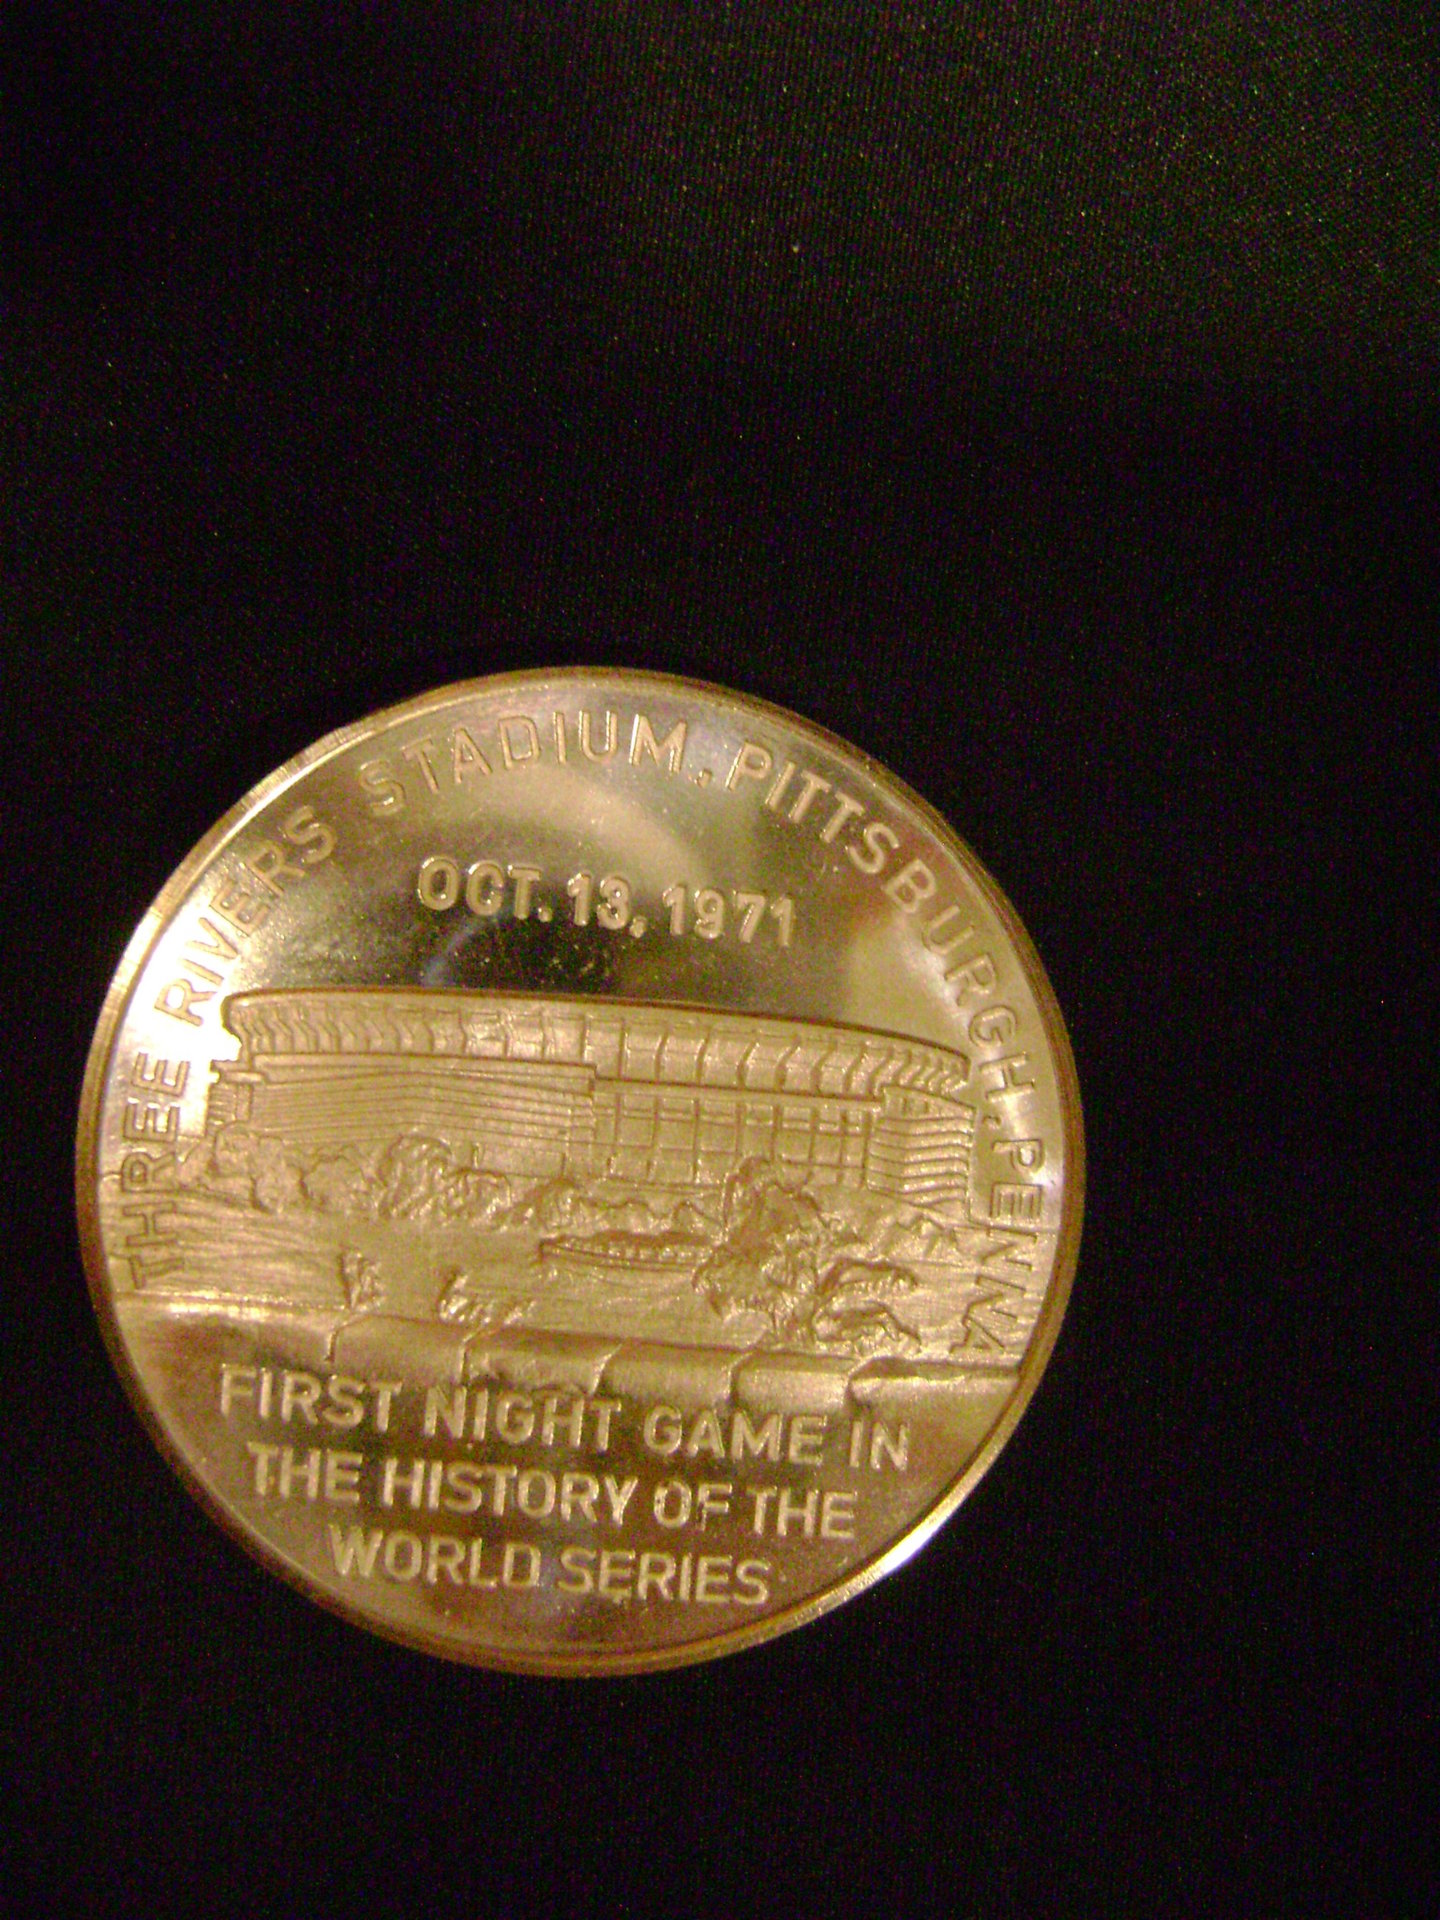 THREE RIVERS STADIUM. PITTSBURGH, PENNA
OCT. 13, 1971
FIRST NIGHT GAME IN
THE HISTORY OF THE
WORLD SERIES